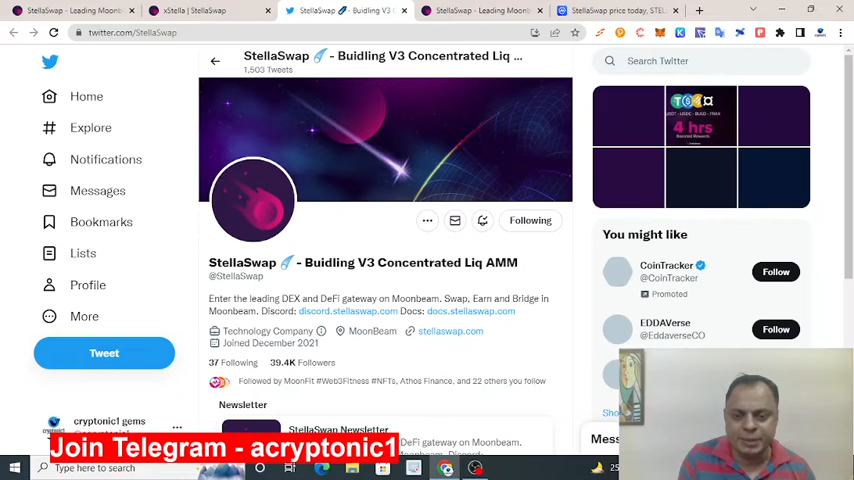 StellaSwap - Leading Moonb
xStella | StellaSwap
StellaSwap - Buidling V3
StellaSwap - Leading Moonb
StellaSwap price today, STEL
twitter.com/StellaSwap
StellaSwap - Buidling V3 Concentrated Liq ...
1,503 Tweets
Search Twitter
Home
Explore
Notifications
Messages
Bookmarks
Lists
Profile
More
Tweet
4 hrs
Following
StellaSwap - Buidling V3 Concentrated Liq AMM
@StellaSwap
Enter the leading DEX and DeFi gateway on Moonbeam. Swap, Earn and Bridge in
Moonbeam. Discord: discord.stellaswap.com Docs: docs.stellaswap.com
Technology Company MoonBeam stellaswap.com
Joined December 2021
37 Following 39.4K Followers
Followed by MoonFit #Web3Fitness #NFTs, Athos Finance, and 22 others you follow
Newsletter
StellaSwap Newsletter
DeFi gateway on Moonbeam.
You might like
CoinTracker
@CoinTracker
Promoted
Follow
EDDAVerse
@EddaverseCO
Follow
Sho
Mes
cryptonic1 gems
Join Telegram - acryptonic1
Type here to search
25